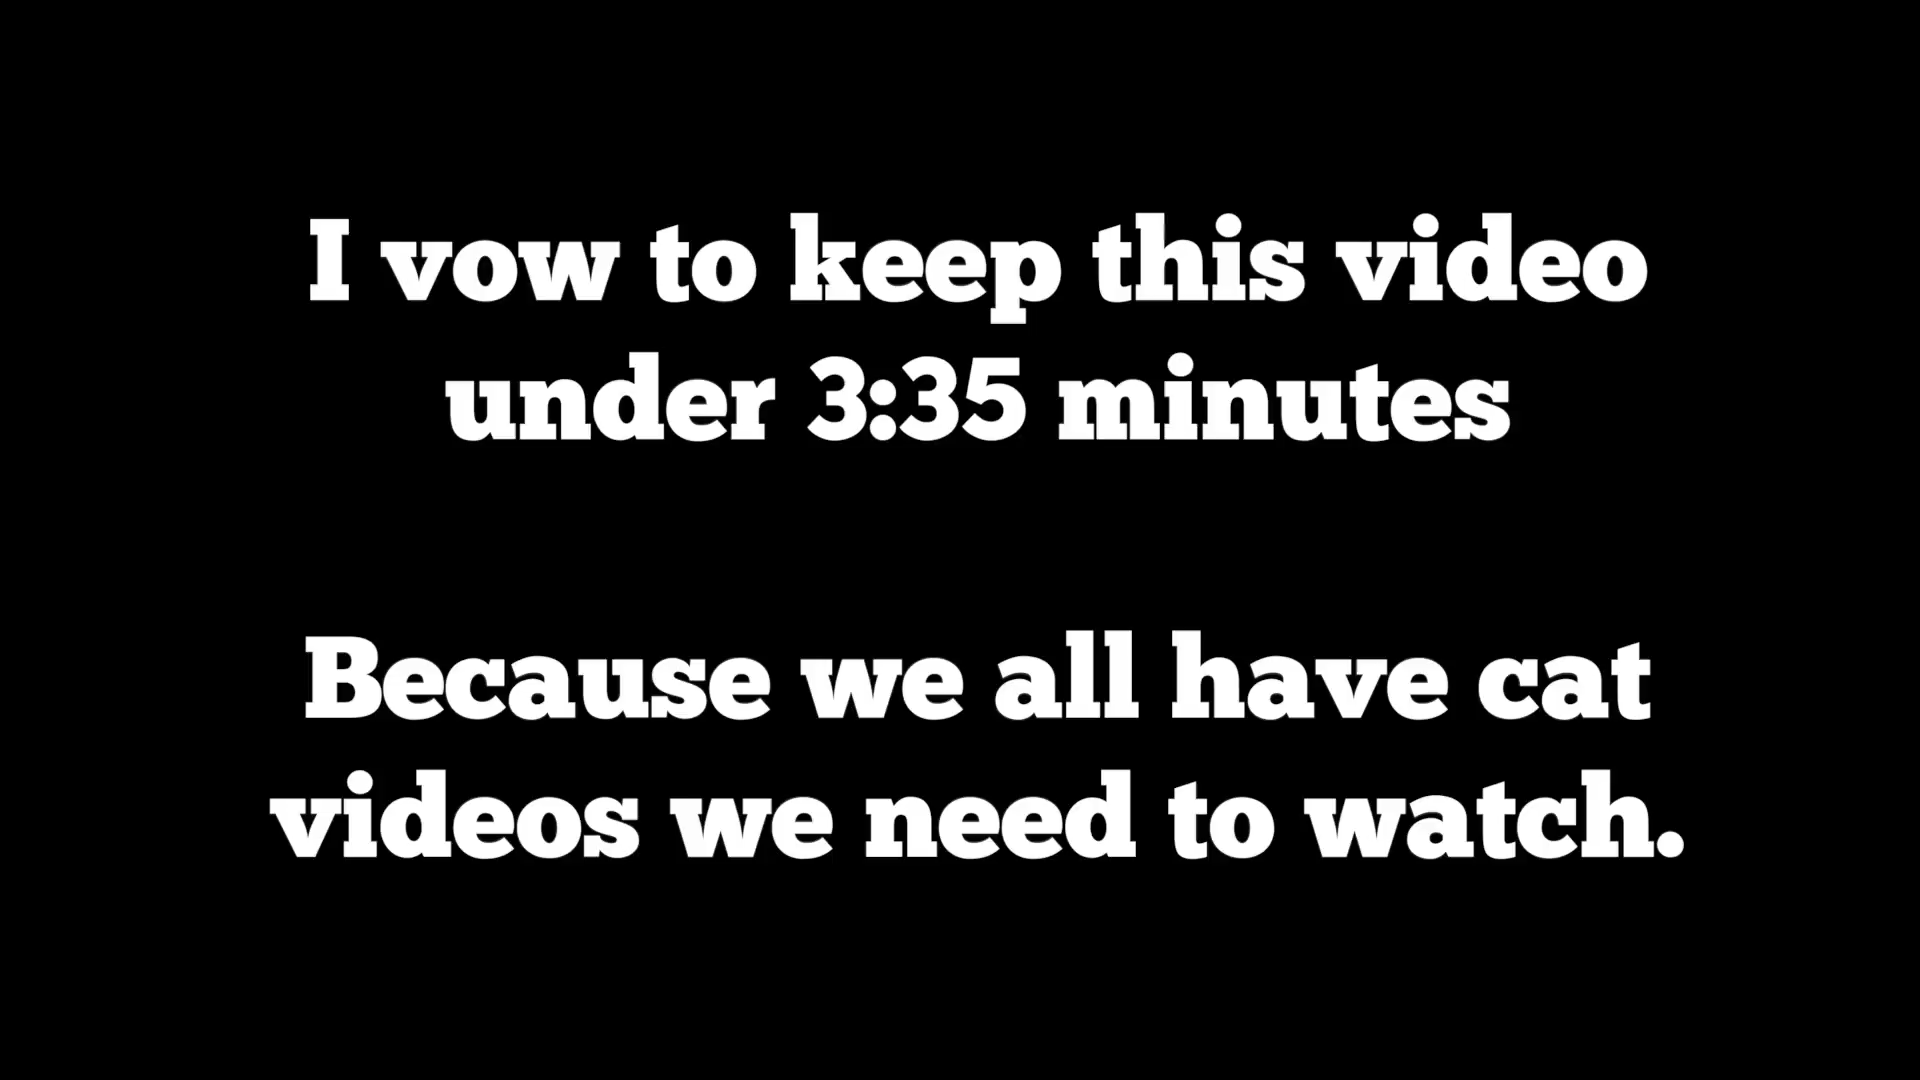 I vow to keep this video
under 3:35 minutes
Because we all have cat
videos we need to watch.